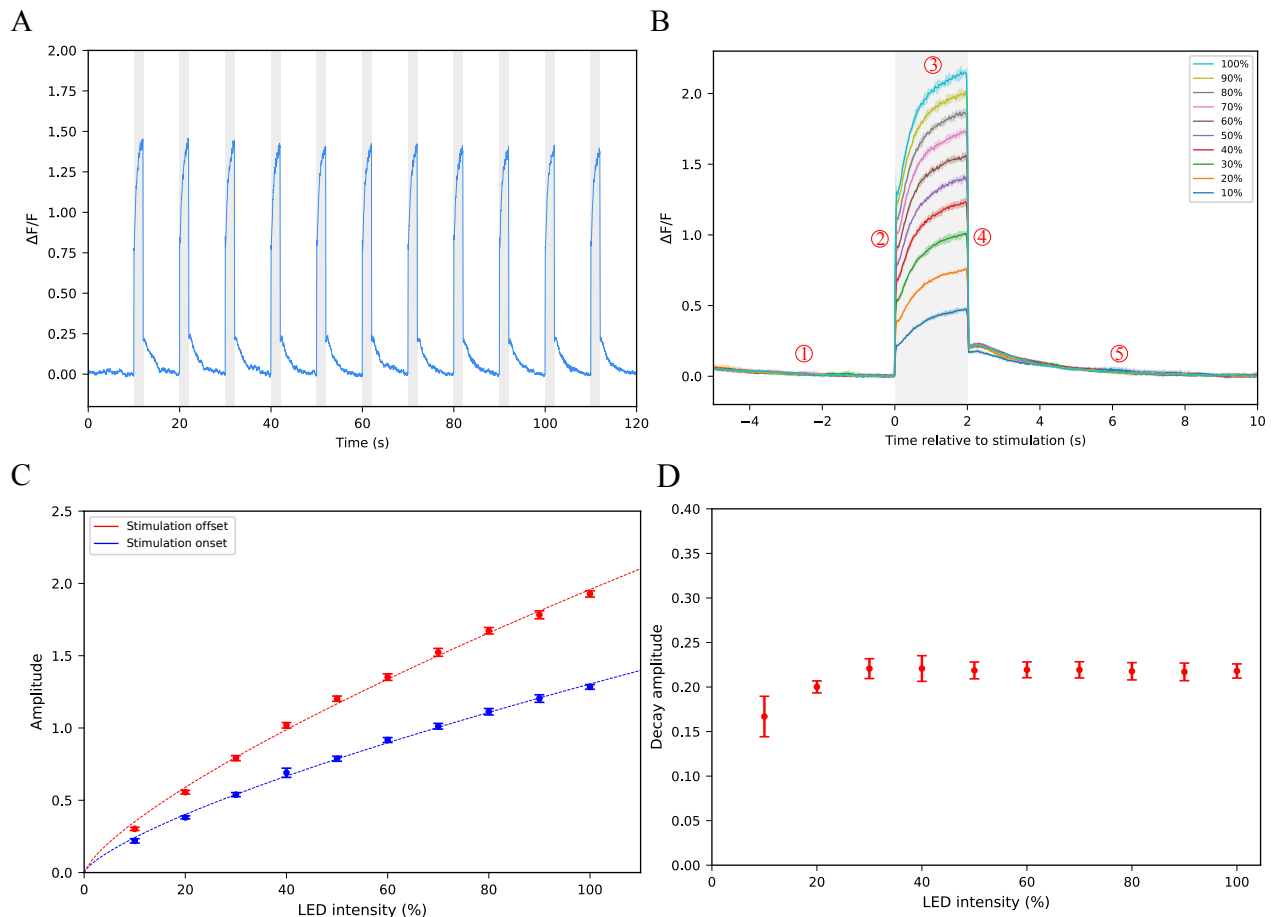 A
2.00
1.75
1.50
1.25
1.00
0.75
0.50
0.25
0.00
ΔF/F
0 20 40 60 80 100 120
Time (s)
B
2.0
1.5
1.0
0.5
0.0
ΔF/F
①
②
③
④
⑤
100%
90%
80%
70%
60%
50%
40%
30%
20%
10%
−4 −2 0 2 4 6 8 10
Time relative to stimulation (s)
C
2.5
2.0
1.5
1.0
0.5
0.0
Amplitude
Stimulation offset
Stimulation onset
0 20 40 60 80 100
LED intensity (%)
D
0.40
0.35
0.30
0.25
0.20
0.15
0.10
0.05
0.00
Decay amplitude
0 20 40 60 80 100
LED intensity (%)